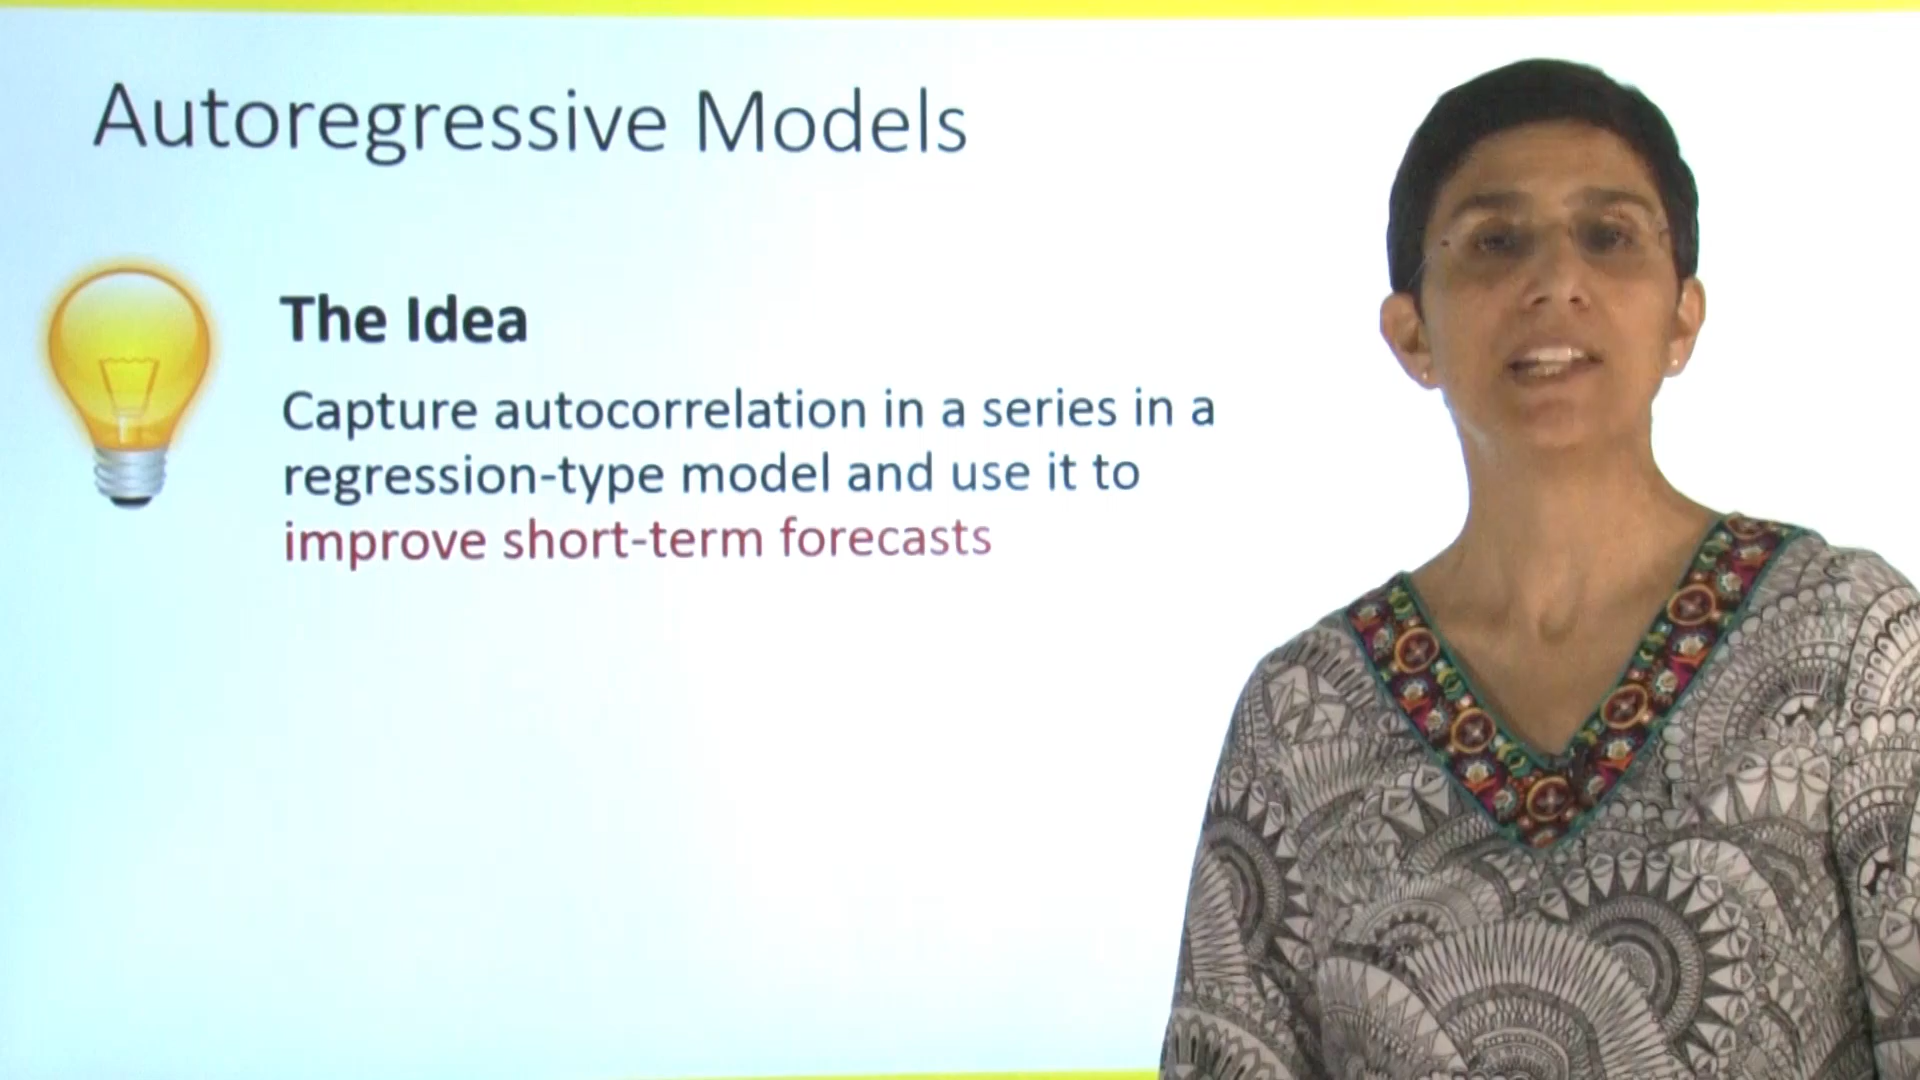 Autoregressive Models
The Idea
Capture autocorrelation in a series in a
regression-type model and use it to
improve short-term forecasts